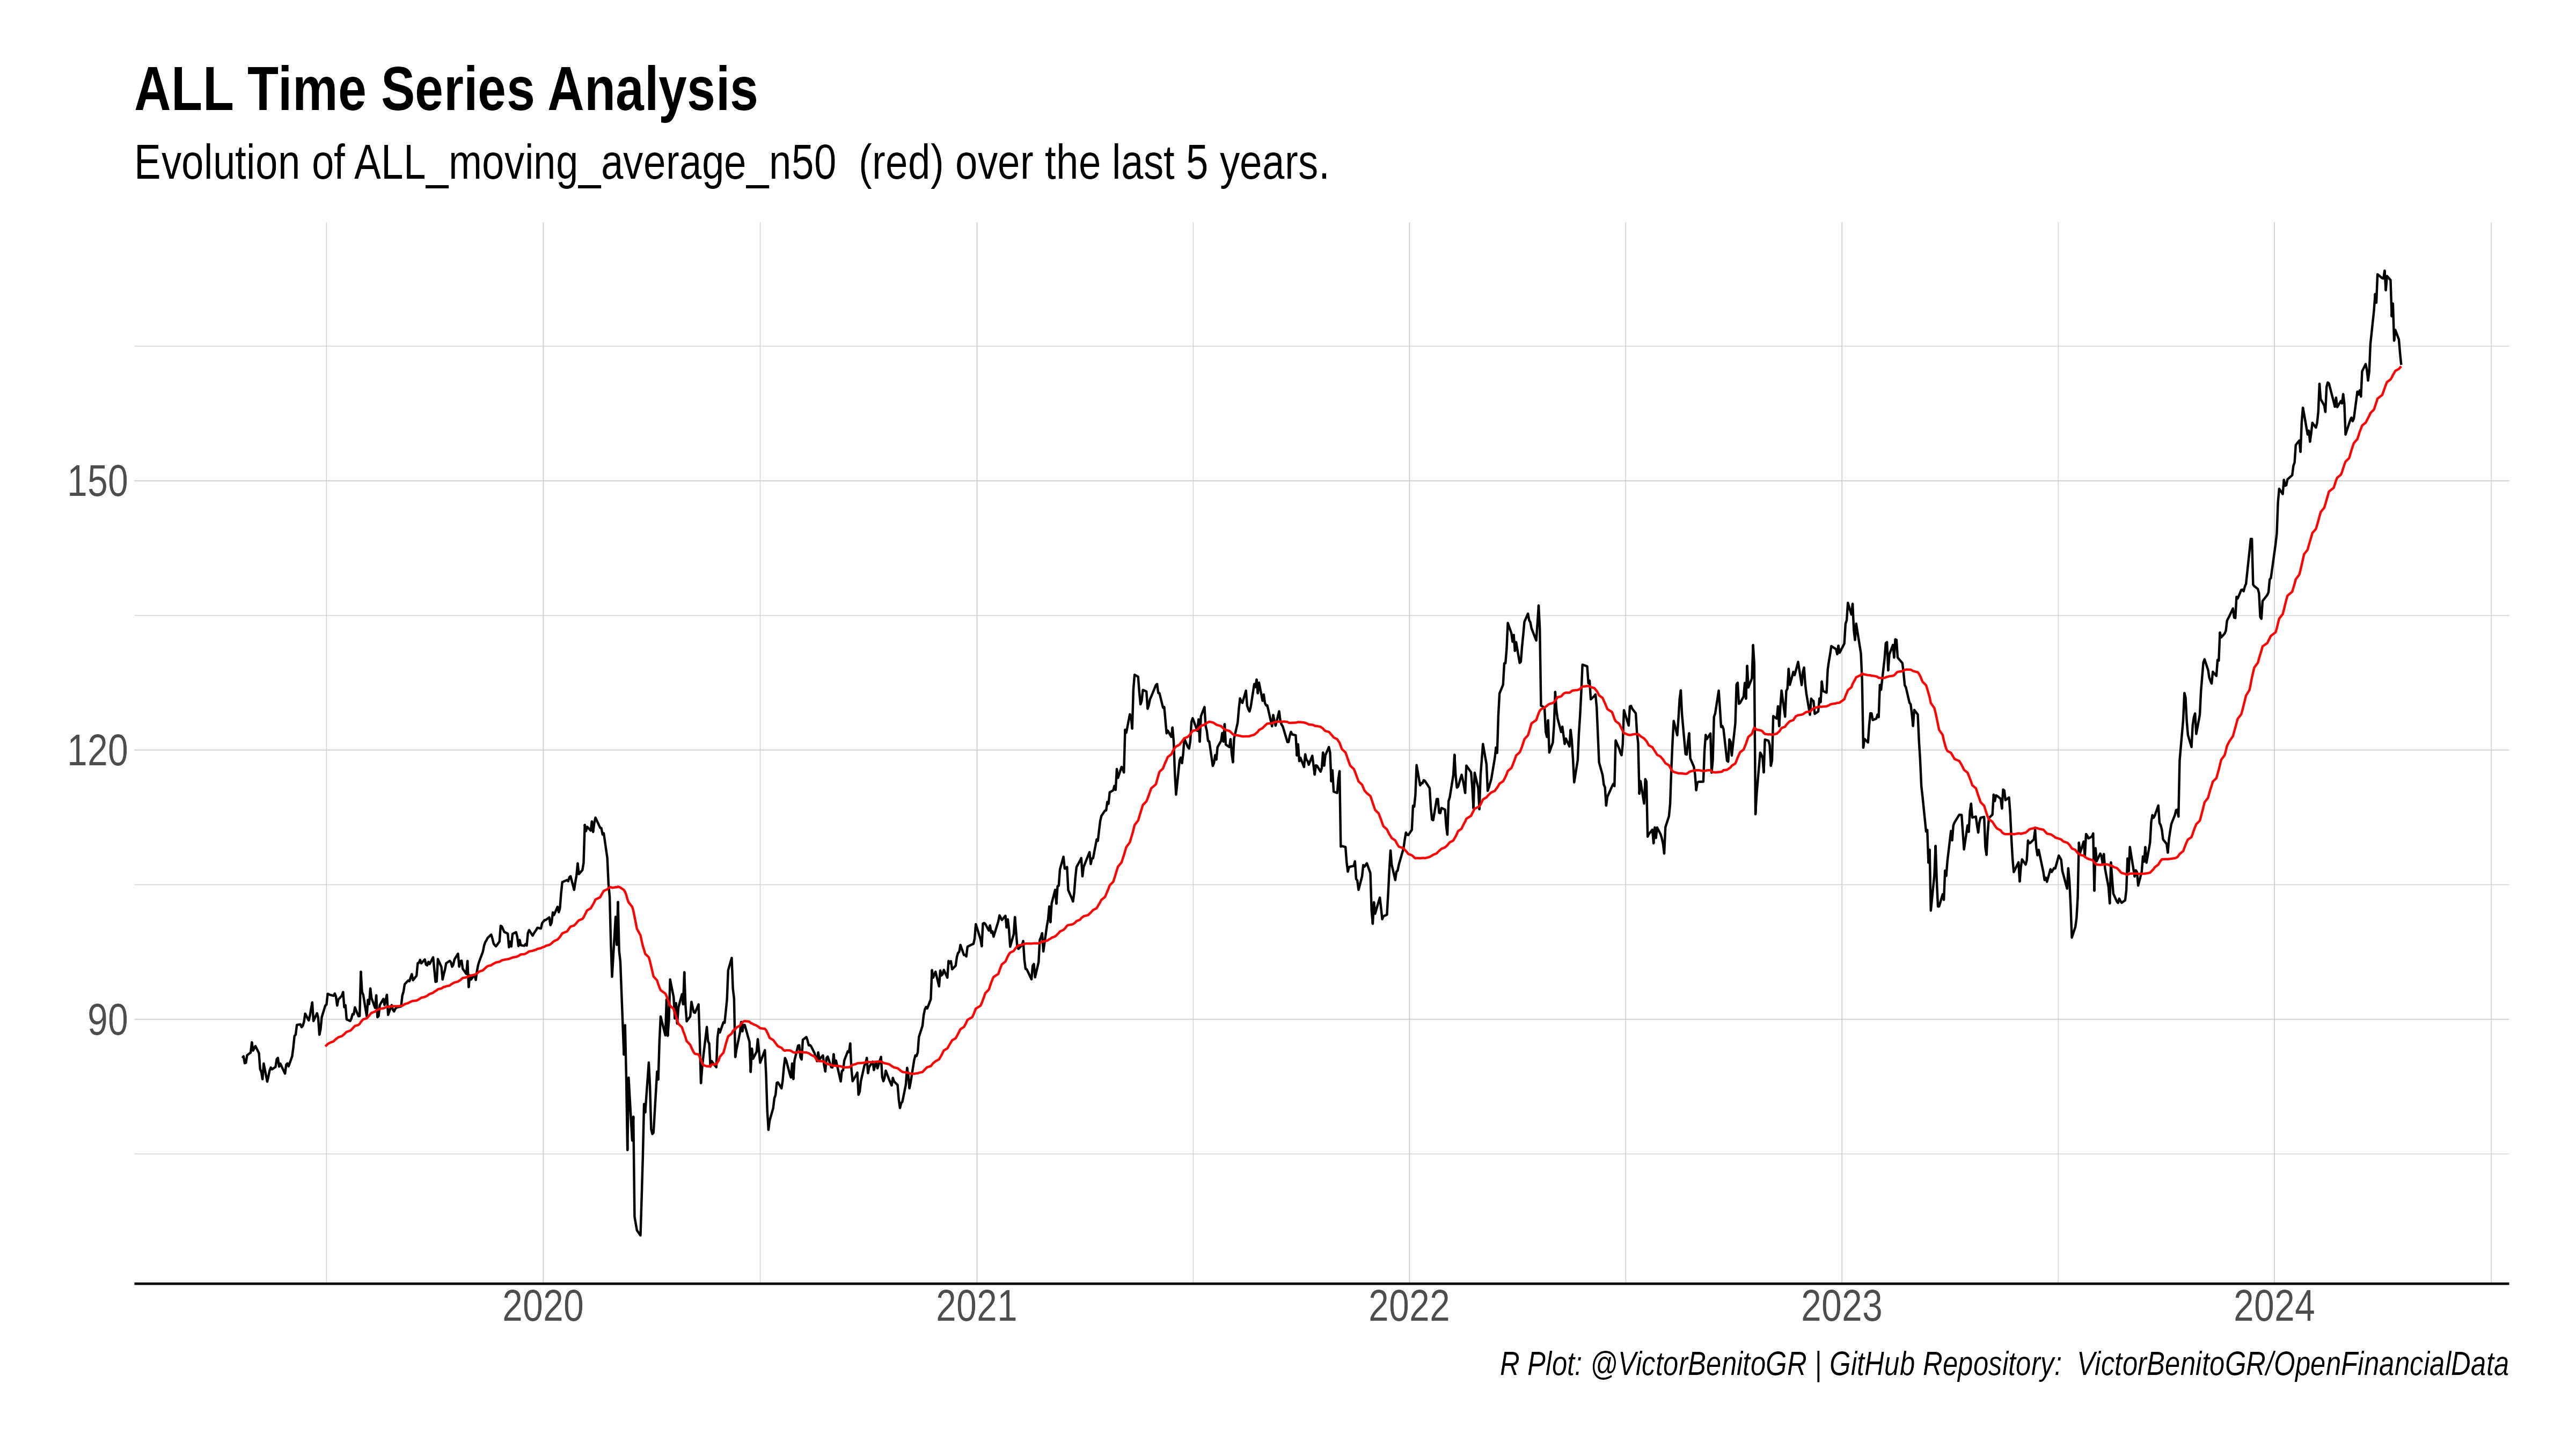 ALL Time Series Analysis
Evolution of ALL_moving_average_n50  (red) over the last 5 years.
150
120
90
2020 2021 2022 2023 2024
R Plot: @VictorBenitoGR | GitHub Repository:  VictorBenitoGR/OpenFinancialData